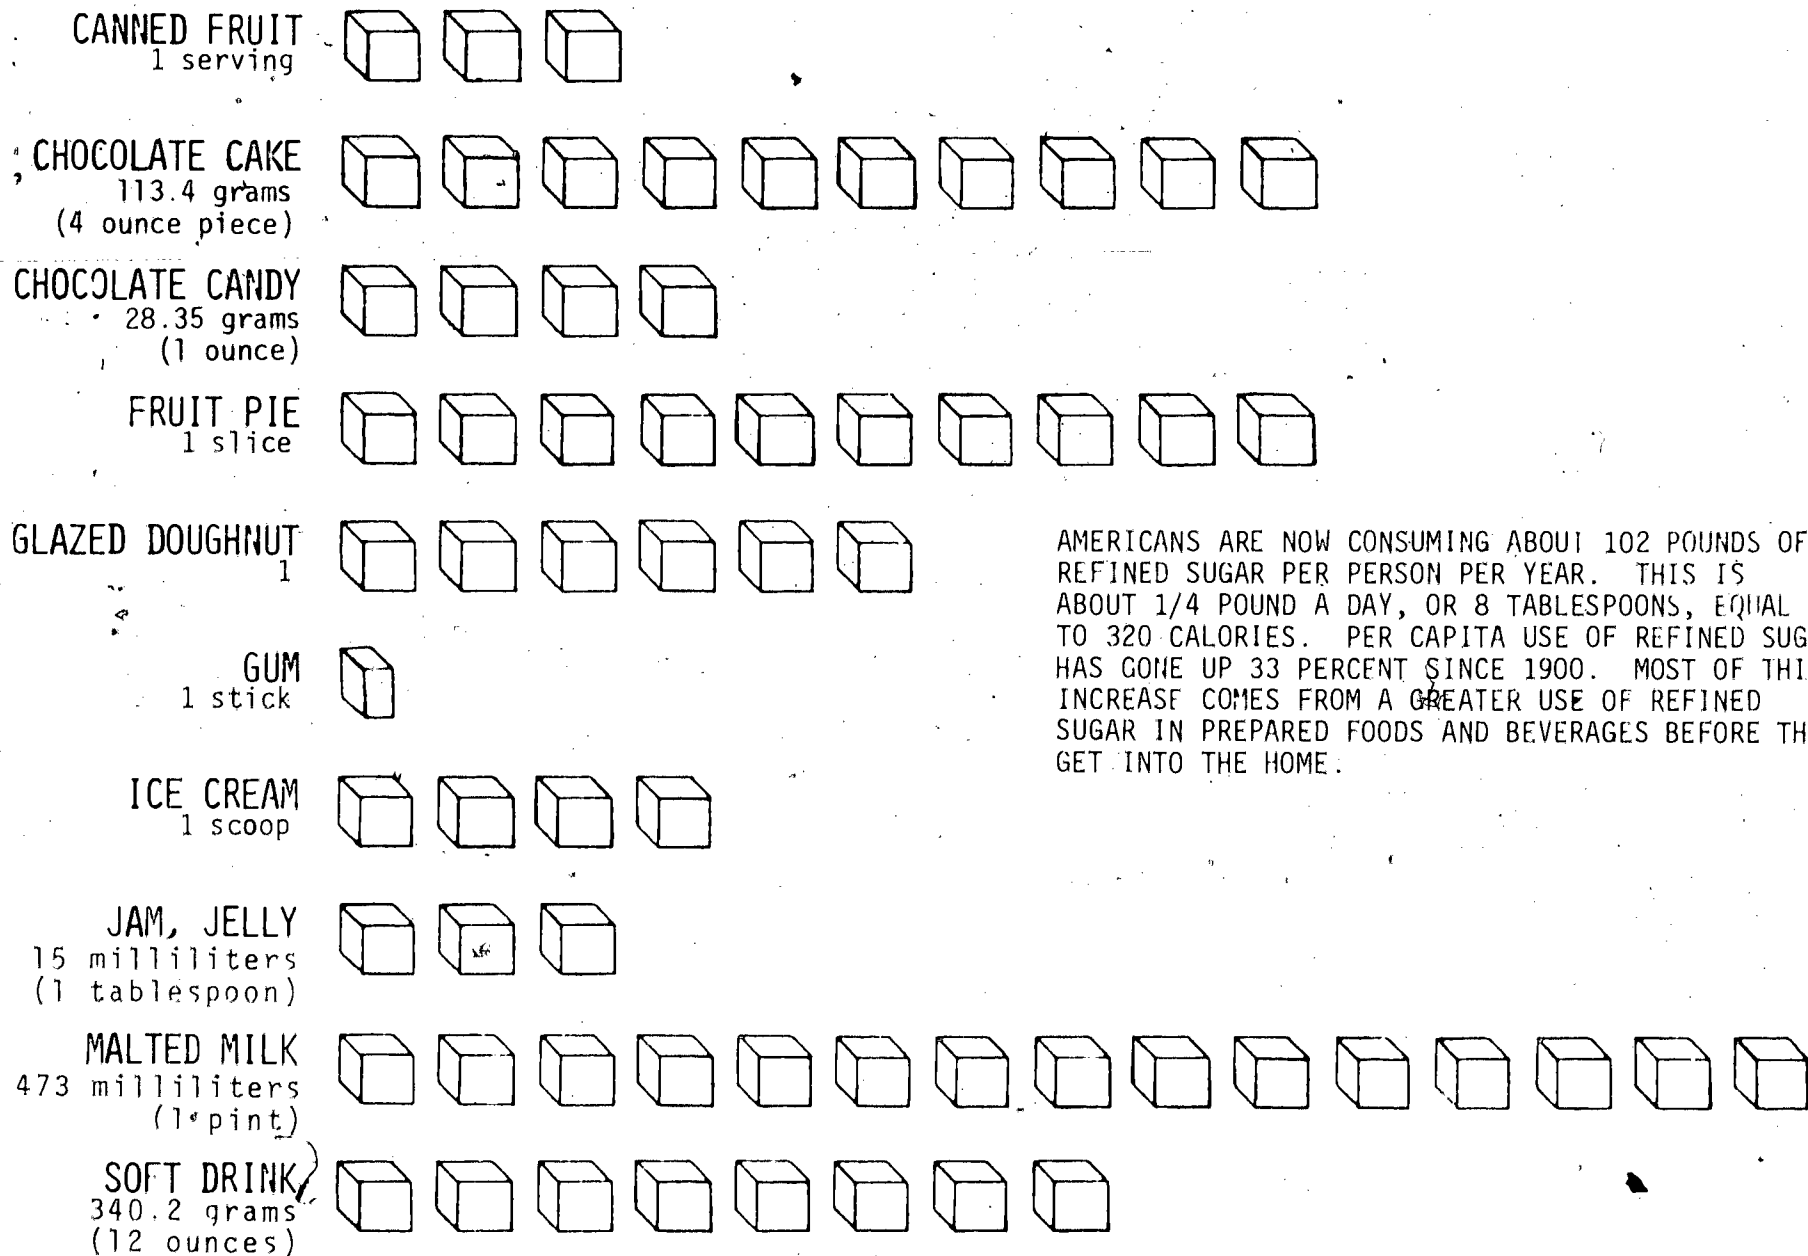 CANNED FRUIT
1 serving
CHOCOLATE CAKE
113.4 grams
(4 ounce piece)
CHOCOLATE CANDY
28.35 grams
(1 ounce)
FRUIT PIE
1 slice
GLAZED DOUGHNUT
1
AMERICANS ARE NOW CONSUMING ABOUT 102 POUNDS OF
REFINED SUGAR PER PERSON PER YEAR. THIS IS
ABOUT 1/4 POUND A DAY, OR 8 TABLESPOONS, EQUAL
TO 320 CALORIES. PER CAPITA USE OF REFINED SUG
HAS GONE UP 33 PERCENT SINCE 1900. MOST OF THI
INCREASE COMES FROM A GREATER USE OF REFINED
SUGAR IN PREPARED FOODS AND BEVERAGES BEFORE TH
GET INTO THE HOME.
GUM
1 stick
ICE CREAM
1 scoop
JAM, JELLY
15 milliliters
(1 tablespoon)
MALTED MILK
473 milliliters
(1 pint)
SOFT DRINK
340.2 grams
(12 ounces)